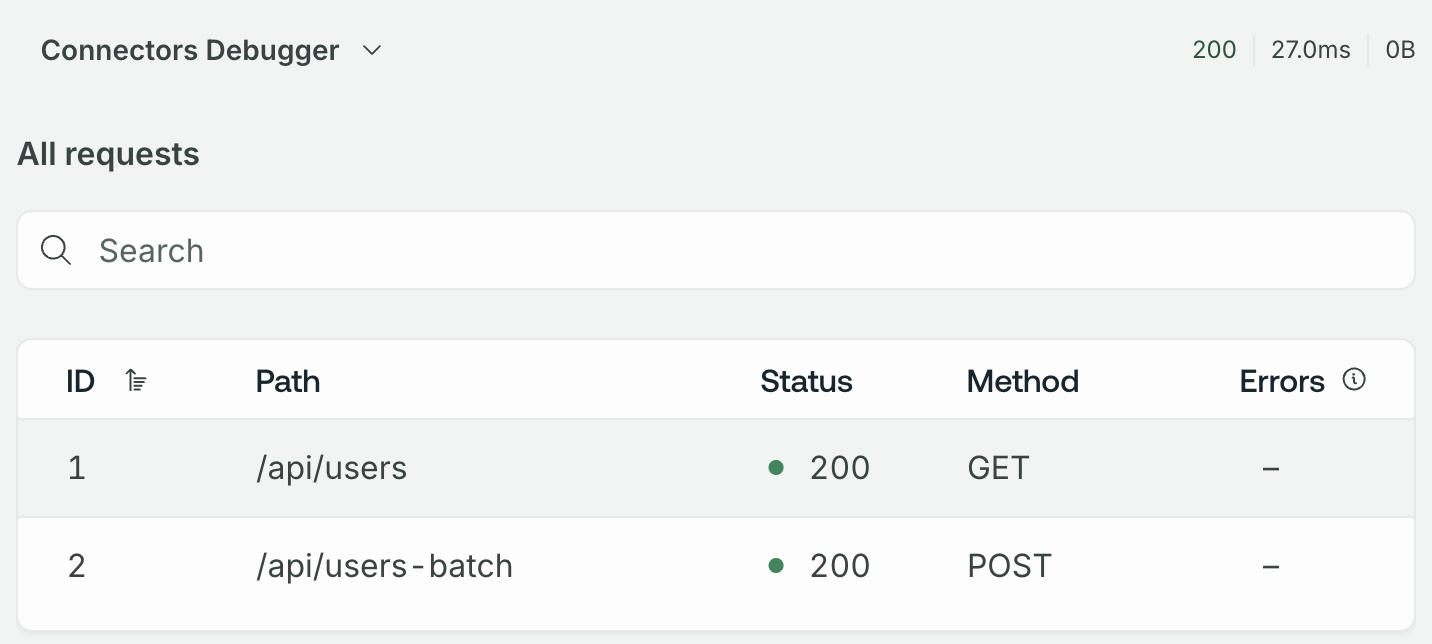 Connectors Debugger 200 27.0ms 0B
All requests
Search
ID Path Status Method Errors
1 /api/users 200 GET –
2 /api/users-batch 200 POST –